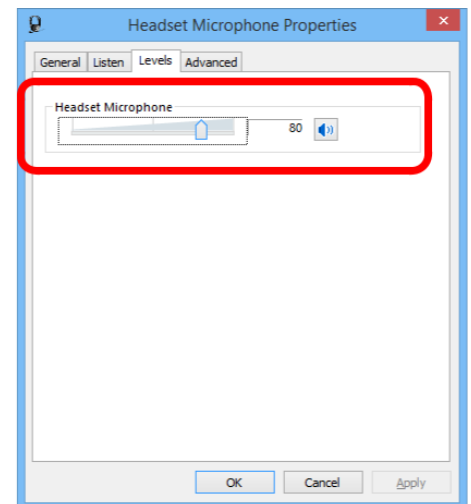 Headset Microphone Properties
General Listen Levels Advanced
Headset Microphone
80
OK Cancel Apply